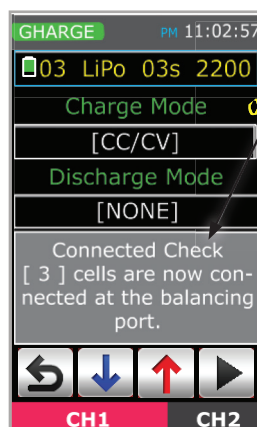 GHARGE PM 11:02:57
03 LiPo 03s 2200
Charge Mode
[CC/CV]
Discharge Mode
[NONE]
Connected Check
[ 3 ] cells are now con-
nected at the balancing
port.
CH1 CH2